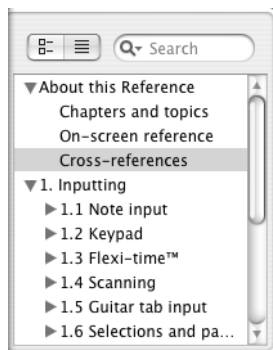 Search
About this Reference
Chapters and topics
On-screen reference
Cross-references
1. Inputting
1.1 Note input
1.2 Keypad
1.3 Flexi-time™
1.4 Scanning
1.5 Guitar tab input
1.6 Selections and pa...